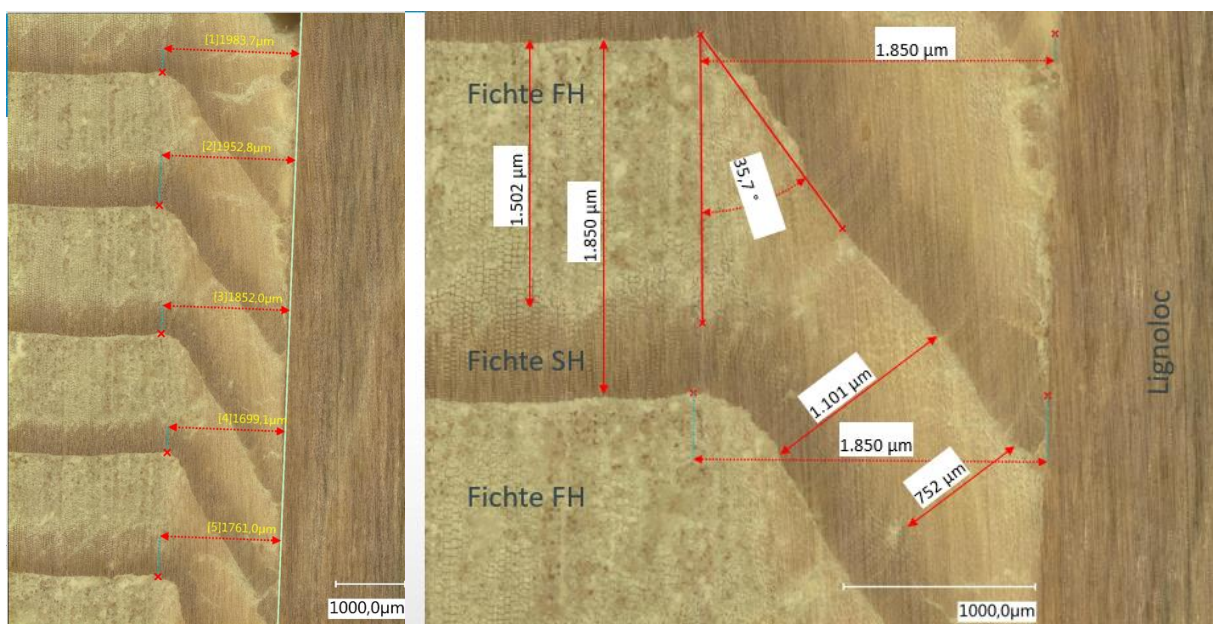 [1]1983,7µm
[2]1952,8µm
[3]1852,0µm
[4]1699,1µm
[5]1761,0µm
1000,0µm
Fichte FH
1.502 µm
1.850 µm
1.850 µm
35,7 °
Fichte SH
1.101 µm
1.850 µm
752 µm
Fichte FH
Lignoloc
1000,0µm